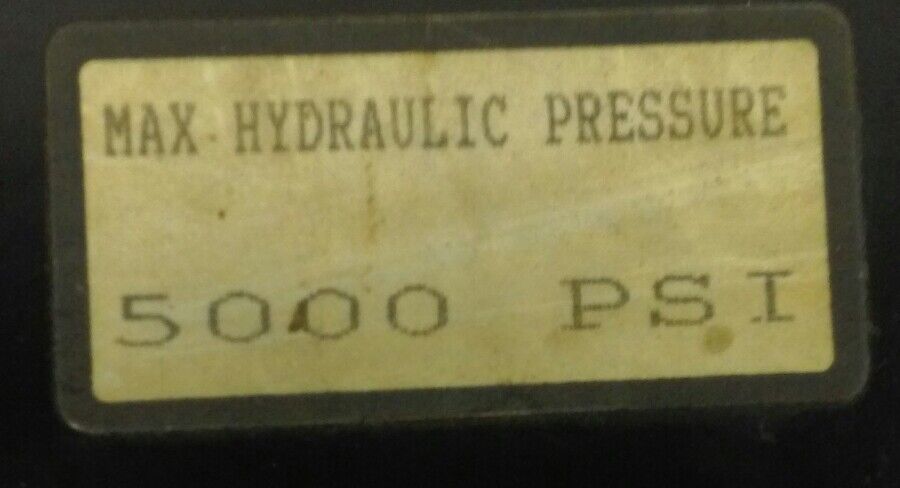 MAX HYDRAULIC PRESSURE
5000 PSI